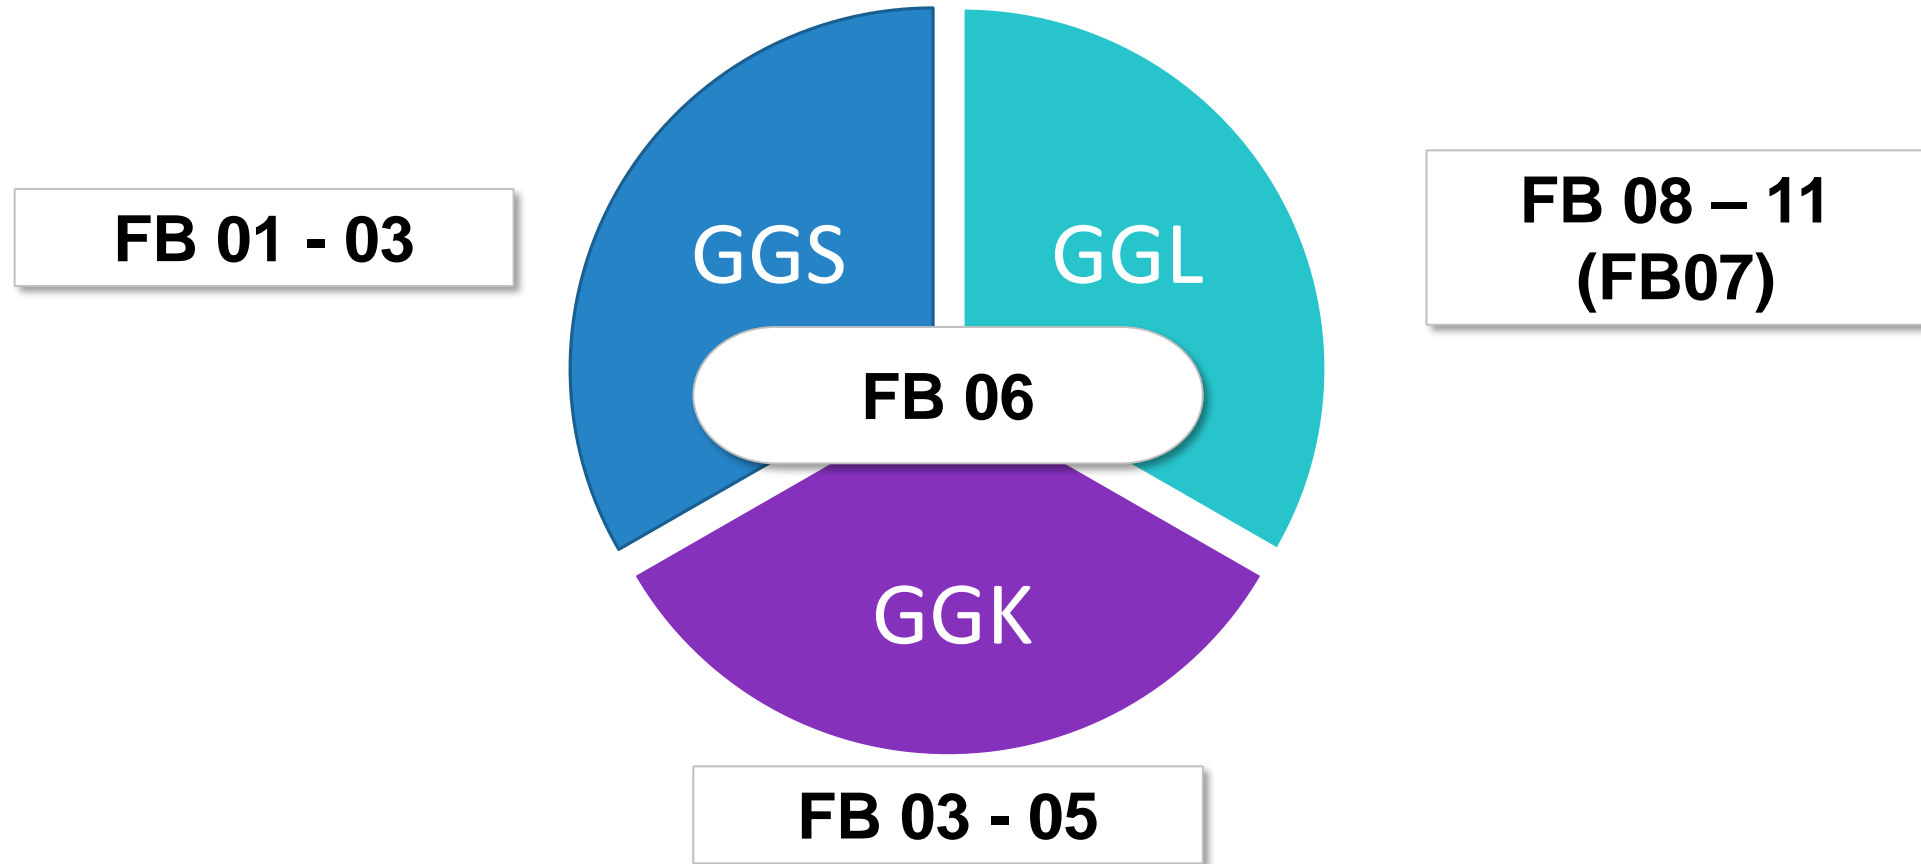 FB 01 - 03
GGS
GGL
FB 08 – 11
(FB07)
FB 06
GGK
FB 03 - 05